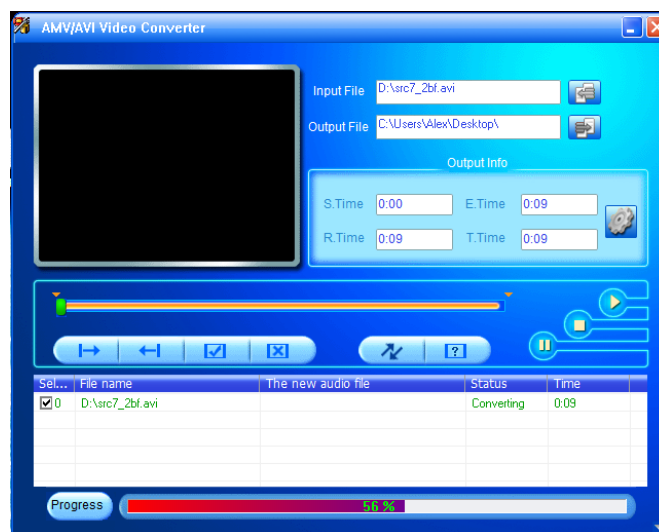 AMV/AVI Video Converter
Input File D:\src7_2bf.avi
Output File C:\Users\Alex\Desktop\
Output Info
S.Time 0:00 E.Time 0:09
R.Time 0:09 T.Time 0:09
Sel... File name The new audio file Status Time
0 D:\src7_2bf.avi Converting 0:09
Progress 56 %